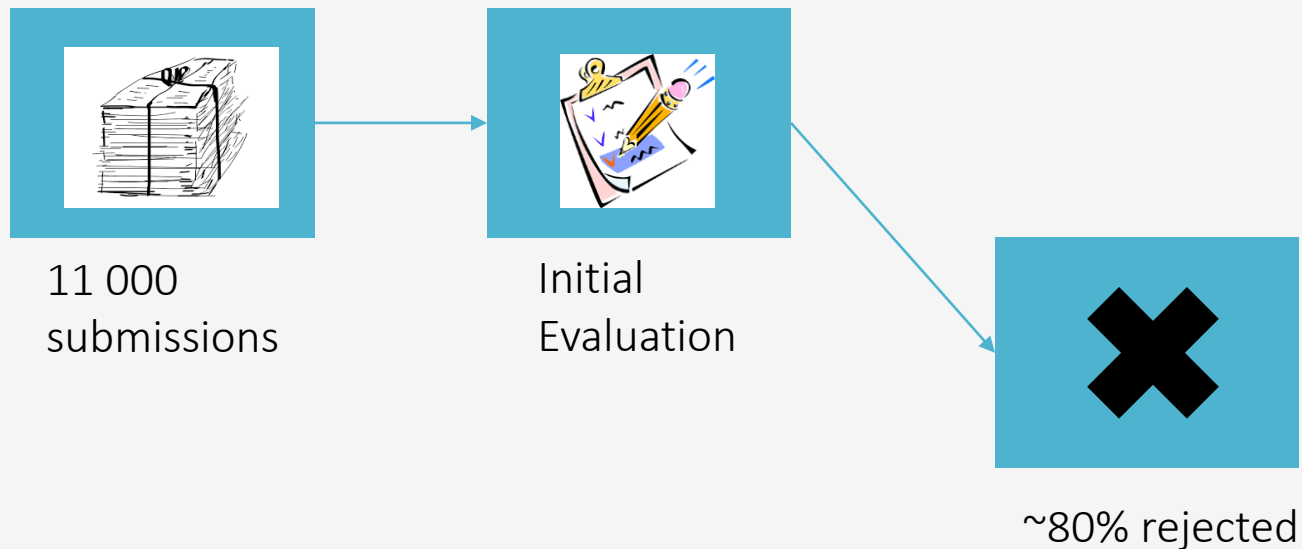 11 000
submissions
Initial
Evaluation
~80% rejected